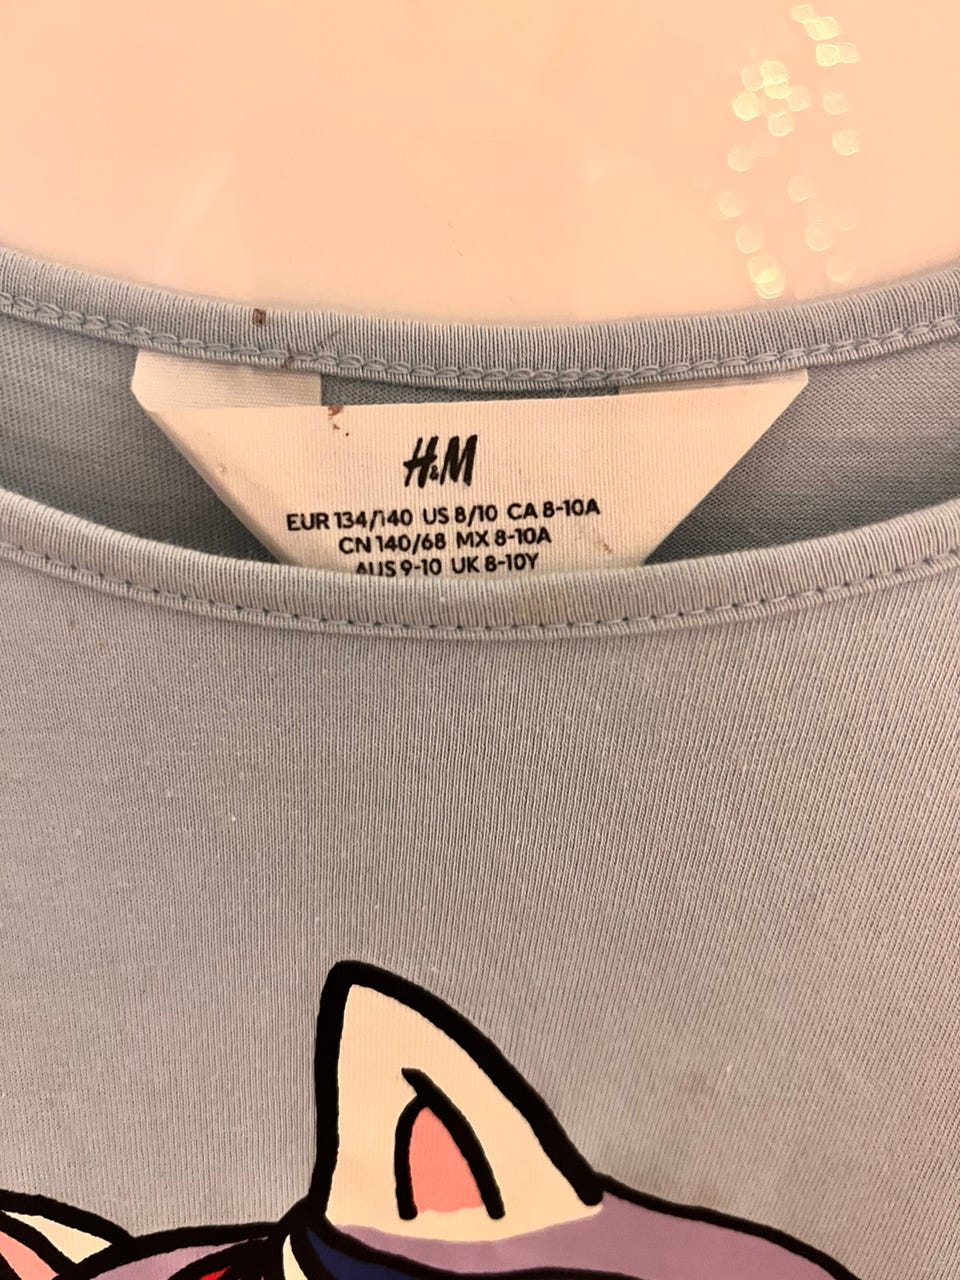 H&M
EUR 134/140 US 8/10 CA 8-10A
CN 140/68 MX 8-10A
AUS 9-10 UK 8-10Y